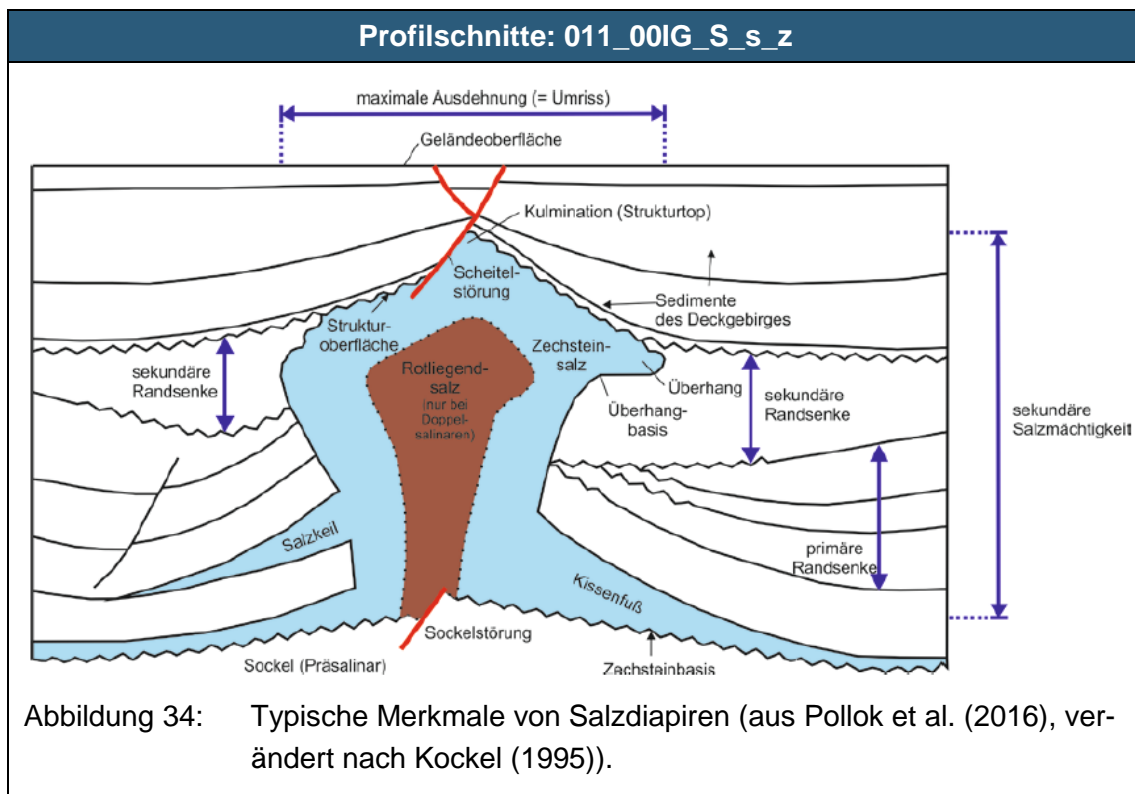 Profilschnitte: 011_00IG_S_s_z
maximale Ausdehnung (= Umriss)
Geländeoberfläche
Kulmination (Strukturtop)
Scheitel-
störung
Sedimente
des Deckgebirges
Struktur-
oberfläche
Zechstein-
salz
sekundäre
Randsenke
Rotliegend-
salz
(nur bei
Doppel-
salinaren)
Überhang
Überhang-
basis
sekundäre
Randsenke
sekundäre
Salzmächtigkeit
Salzkeil
primäre
Randsenke
Kissenfuß
Sockelstörung
Sockel (Präsalinar)
Zechsteinbasis
Abbildung 34: Typische Merkmale von Salzdiapiren (aus Pollok et al. (2016), ver-
ändert nach Kockel (1995)).